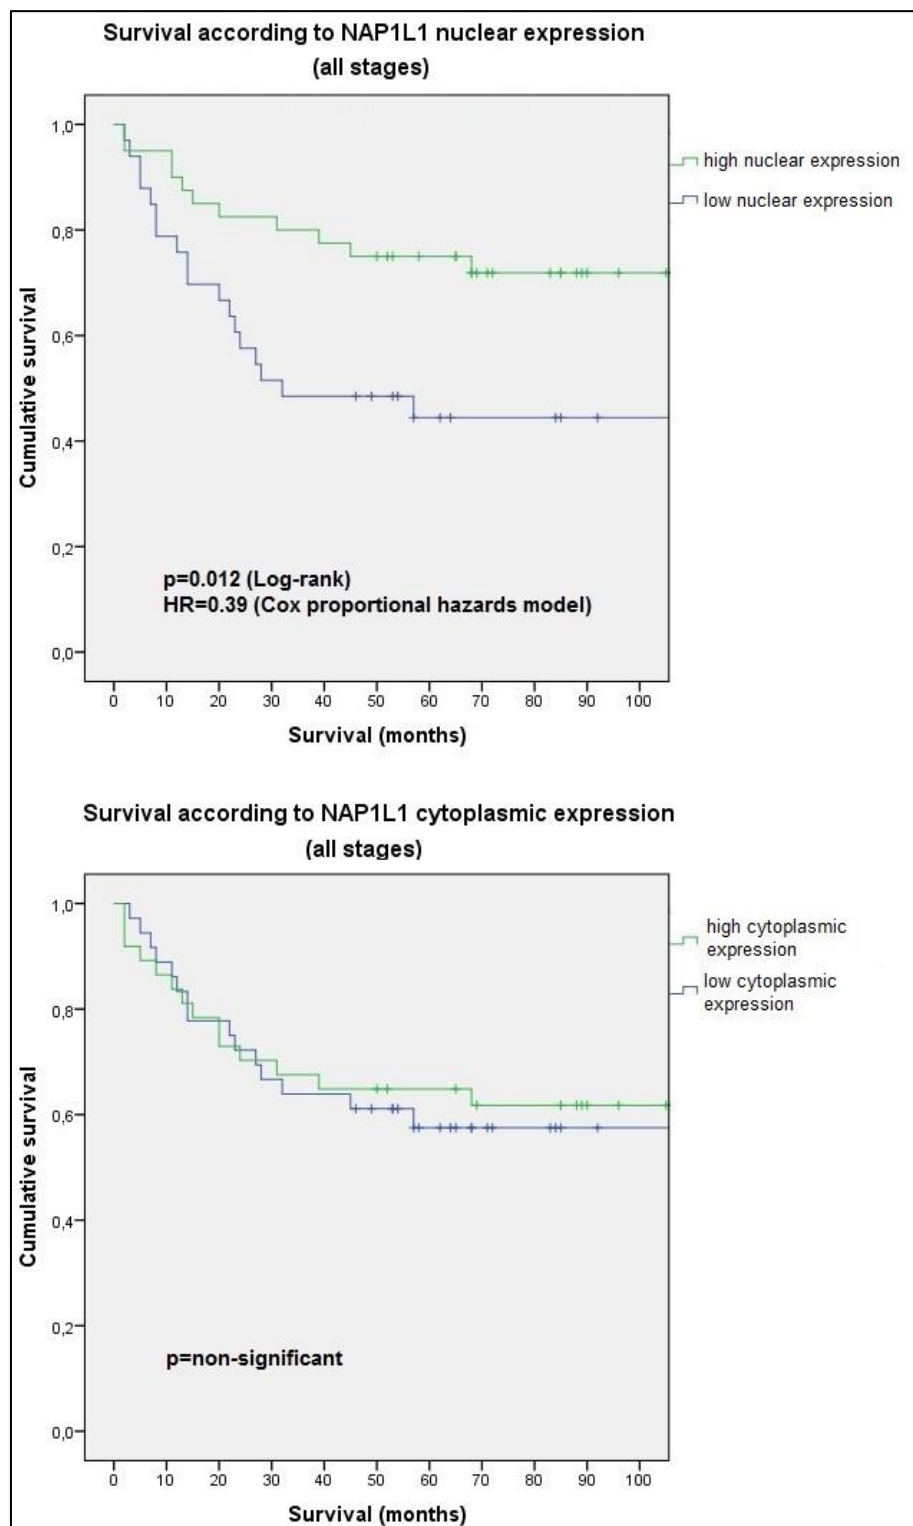 Survival according to NAP1L1 nuclear expression
(all stages)
1,0
0,8
0,6
0,4
0,2
0,0
Cumulative survival
high nuclear expression
low nuclear expression
p=0.012 (Log-rank)
HR=0.39 (Cox proportional hazards model)
0 10 20 30 40 50 60 70 80 90 100
Survival (months)
Survival according to NAP1L1 cytoplasmic expression
(all stages)
1,0
0,8
0,6
0,4
0,2
0,0
Cumulative survival
high cytoplasmic
expression
low cytoplasmic
expression
p=non-significant
0 10 20 30 40 50 60 70 80 90 100
Survival (months)